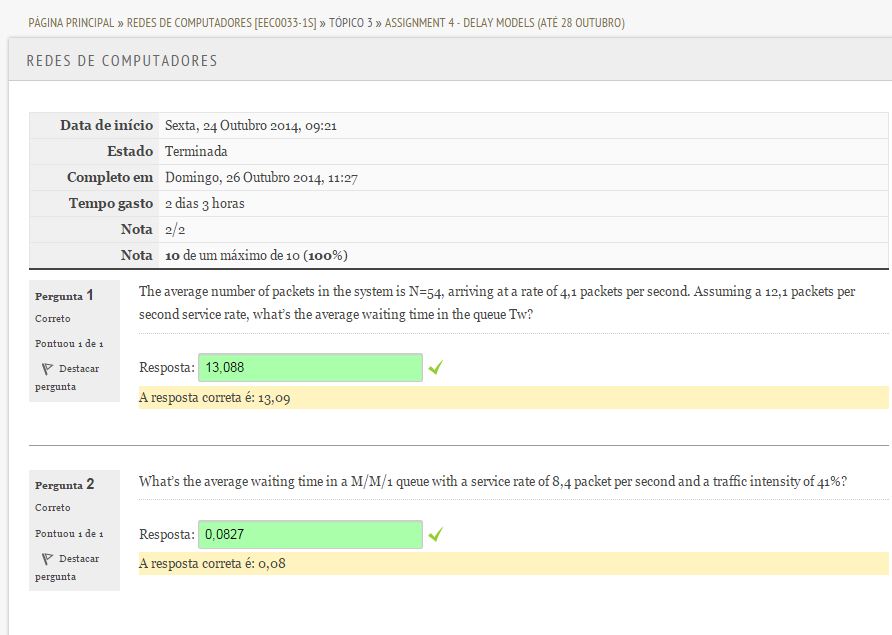 PÁGINA PRINCIPAL » REDES DE COMPUTADORES [EEC0033-1S] » TÓPICO 3 » ASSIGNMENT 4 - DELAY MODELS (ATÉ 28 OUTUBRO)
REDES DE COMPUTADORES
Data de início Sexta, 24 Outubro 2014, 09:21
Estado Terminada
Completo em Domingo, 26 Outubro 2014, 11:27
Tempo gasto 2 dias 3 horas
Nota 2/2
Nota 10 de um máximo de 10 (100%)
Pergunta 1
Correto
Pontuou 1 de 1
Destacar
pergunta
The average number of packets in the system is N=54, arriving at a rate of 4,1 packets per second. Assuming a 12,1 packets per
second service rate, what's the average waiting time in the queue Tw?
Resposta: 13,088
A resposta correta é: 13,09
Pergunta 2
Correto
Pontuou 1 de 1
Destacar
pergunta
What's the average waiting time in a M/M/1 queue with a service rate of 8,4 packet per second and a traffic intensity of 41%?
Resposta: 0,0827
A resposta correta é: 0,08